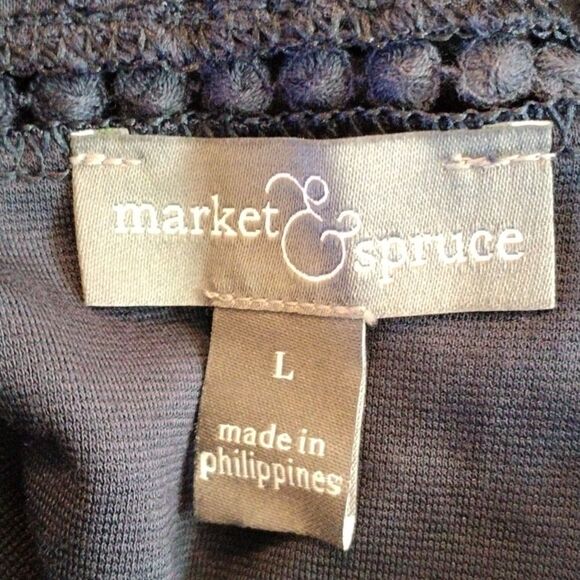 market & spruce
L
made in
philippines